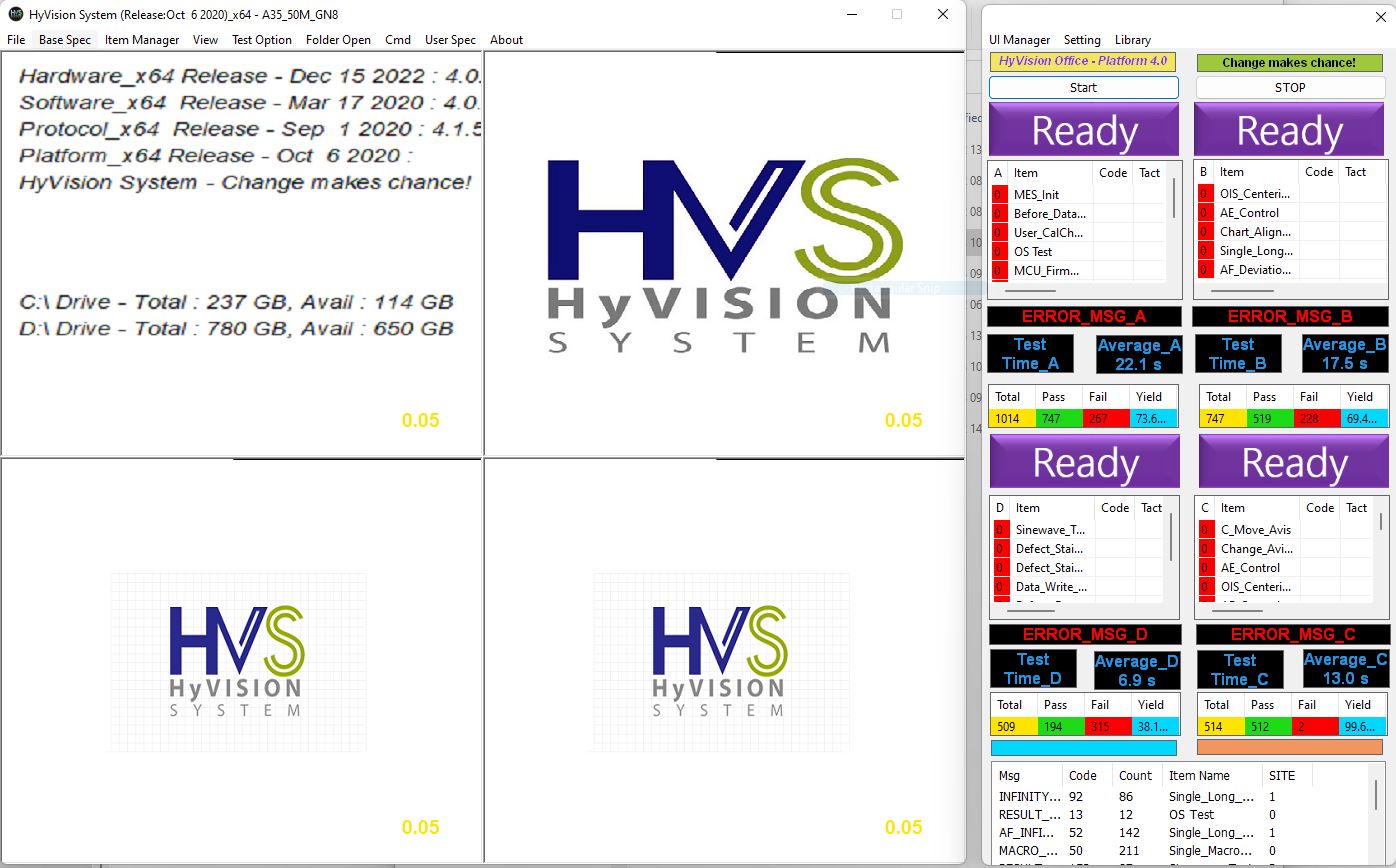 HyVision System (Release:Oct 6 2020)_x64 - A35_50M_GN8
File Base Spec Item Manager View Test Option Folder Open Cmd User Spec About
Hardware_x64 Release - Dec 15 2022 : 4.0.
Software_x64 Release - Mar 17 2020 : 4.0.
Protocol_x64 Release - Sep 1 2020 : 4.1.5
Platform_x64 Release - Oct 6 2020 :
HyVision System - Change makes chance!
C:\ Drive - Total : 237 GB, Avail : 114 GB
D:\ Drive - Total : 780 GB, Avail : 650 GB
0.05
HVS
HyVISION
SYSTEM
0.05
HVS
HyVISION
SYSTEM
0.05
HVS
HyVISION
SYSTEM
0.05
13
08
08
10
09
06
13
10
09
14
UI Manager Setting Library
HyVision Office - Platform 4.0 Change makes chance!
Start STOP
Ready Ready
A Item Code Tact
0 MES_Init
0 Before_Data...
0 User_CalCh...
0 OS Test
0 MCU_Firm...
B Item Code Tact
0 OIS_Centeri...
0 AE_Control
0 Chart_Align...
0 Single_Long...
0 AF_Deviatio...
ERROR_MSG_A ERROR_MSG_B
Test Time_A
Average_A 22.1 s
Test Time_B
Average_B 17.5 s
Total Pass Fail Yield
1014 747 267 73.6...
Total Pass Fail Yield
747 519 228 69.4...
Ready Ready
D Item Code Tact
0 Sinewave_T...
0 Defect_Stai...
0 Defect_Stai...
0 Data_Write_...
C Item Code Tact
0 C_Move_Avis
0 Change_Avi...
0 AE_Control
0 OIS_Centeri...
ERROR_MSG_D ERROR_MSG_C
Test Time_D
Average_D 6.9 s
Test Time_C
Average_C 13.0 s
Total Pass Fail Yield
509 194 315 38.1...
Total Pass Fail Yield
514 512 2 99.6...
Msg Code Count Item Name SITE
INFINITY... 92 86 Single_Long_... 1
RESULT_... 13 12 OS Test 0
AF_INFI... 52 142 Single_Long_... 1
MACRO_... 50 211 Single_Macro... 0